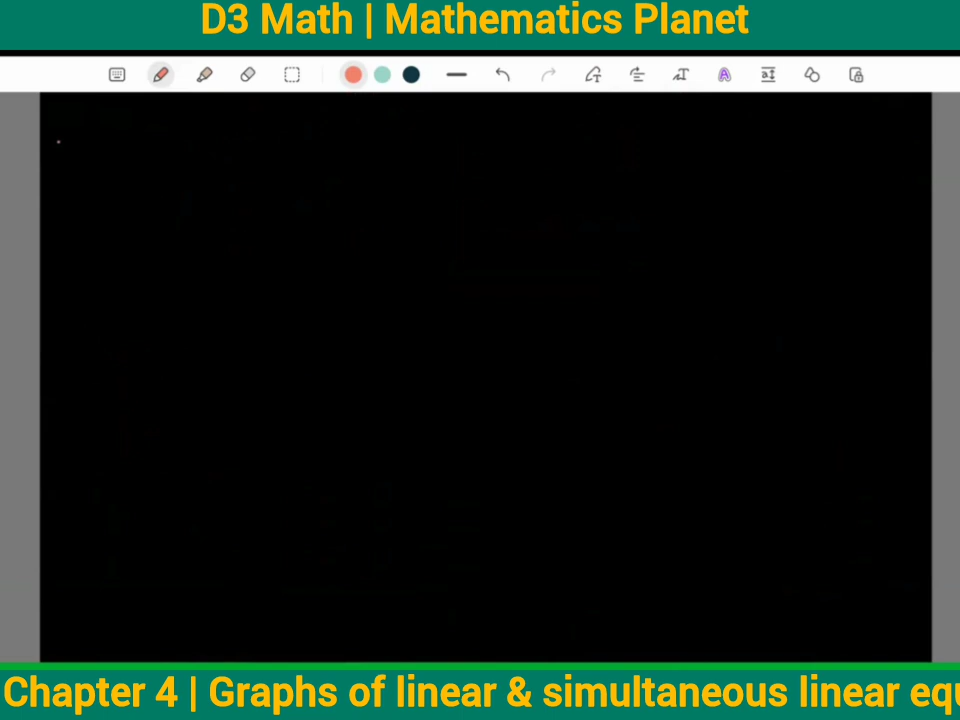 D3 Math | Mathematics Planet
Chapter 4 | Graphs of linear & simultaneous linear equ